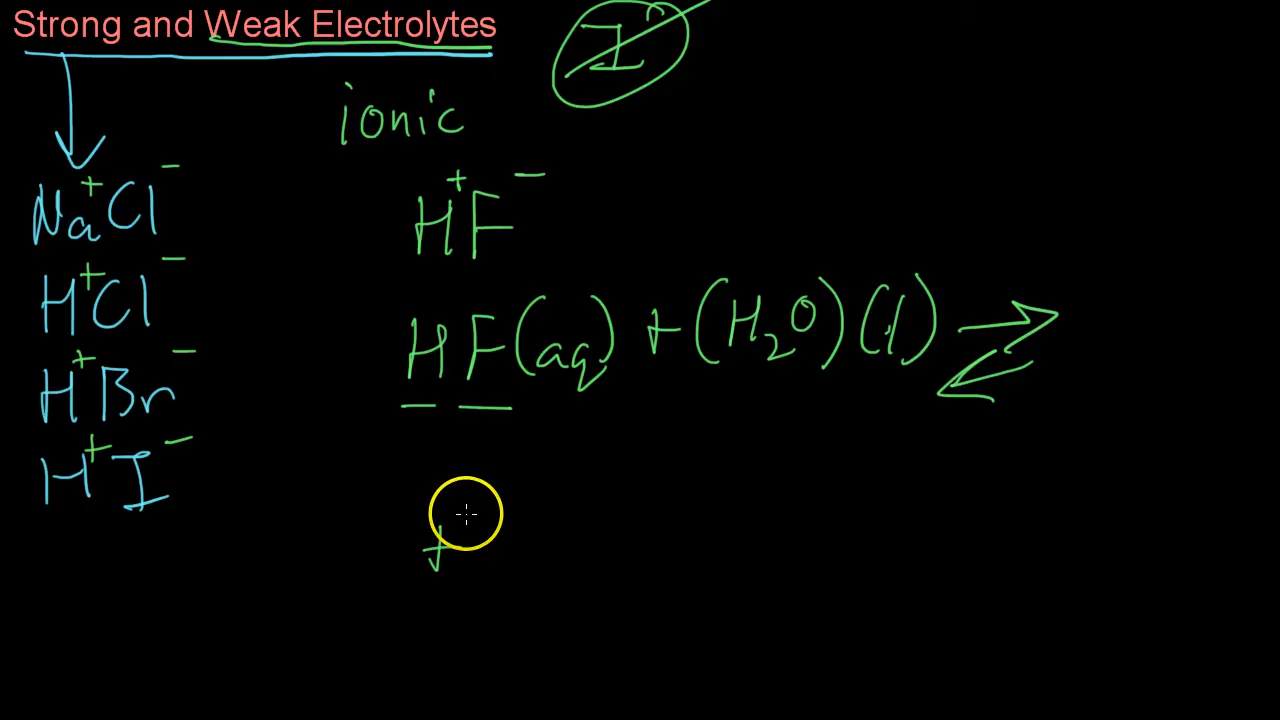 Strong and Weak Electrolytes
I
ionic
Na⁺Cl⁻
H⁺F⁻
H⁺Cl⁻
HF(aq) + (H₂O)(l) ⇌
H⁺Br⁻
H⁺I⁻
+